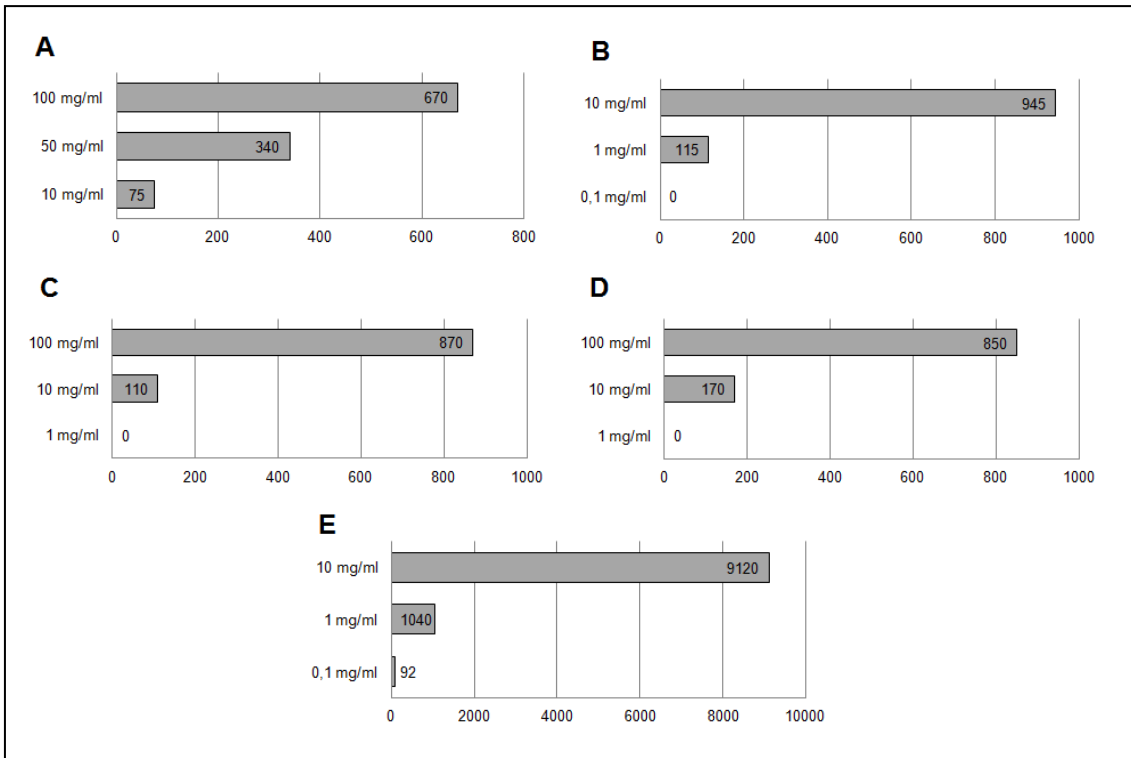 A
100 mg/ml 670
50 mg/ml 340
10 mg/ml 75
0 200 400 600 800
B
10 mg/ml 945
1 mg/ml 115
0,1 mg/ml 0
0 200 400 600 800 1000
C
100 mg/ml 870
10 mg/ml 110
1 mg/ml 0
0 200 400 600 800 1000
D
100 mg/ml 850
10 mg/ml 170
1 mg/ml 0
0 200 400 600 800 1000
E
10 mg/ml 9120
1 mg/ml 1040
0,1 mg/ml 92
0 2000 4000 6000 8000 10000